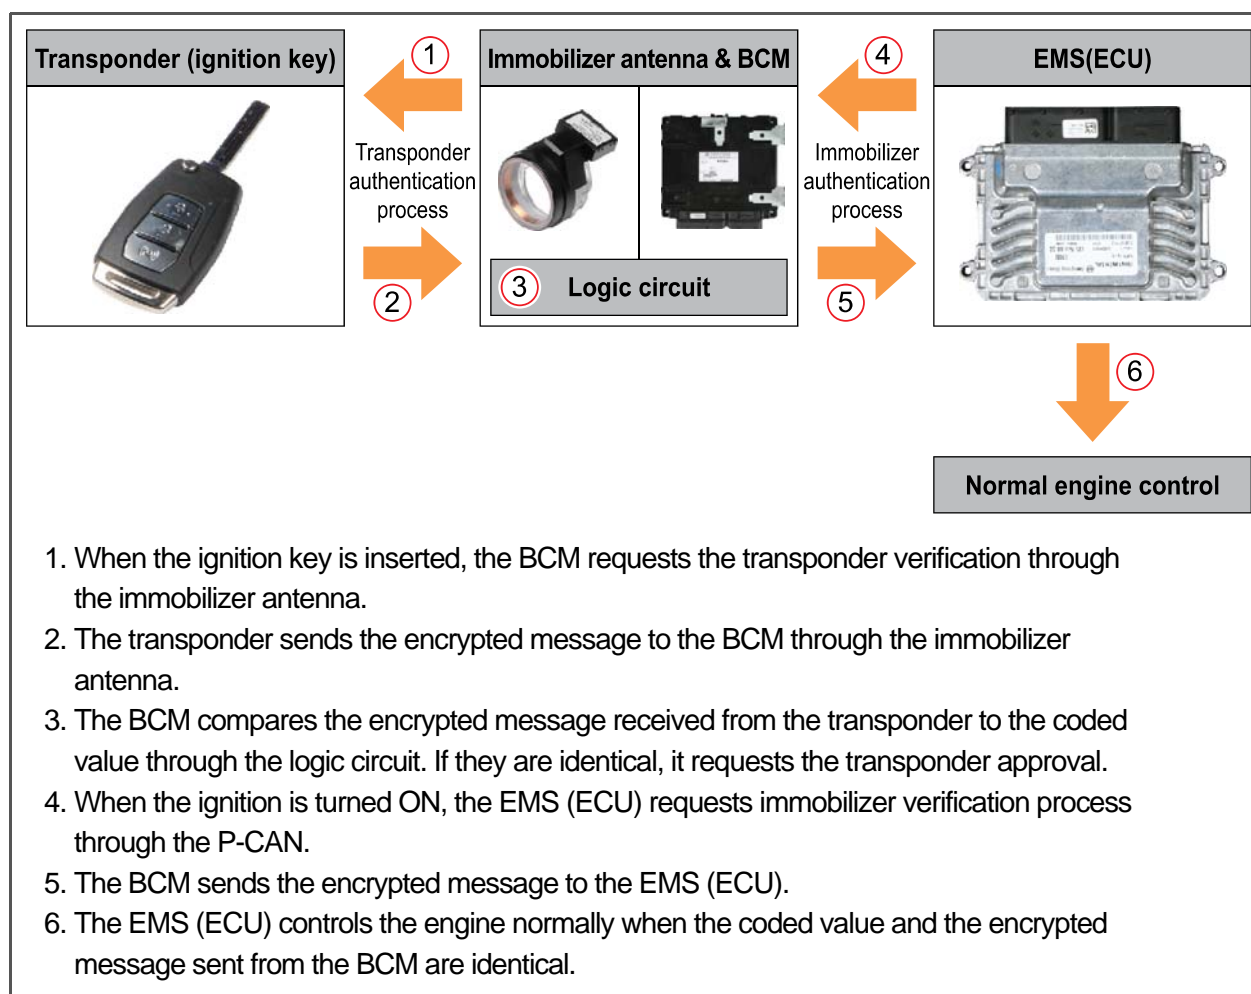 Transponder (ignition key)
1
Immobilizer antenna & BCM
4
EMS(ECU)
Transponder
authentication
process
Immobilizer
authentication
process
2
3 Logic circuit
5
6
Normal engine control
1. When the ignition key is inserted, the BCM requests the transponder verification through
the immobilizer antenna.
2. The transponder sends the encrypted message to the BCM through the immobilizer
antenna.
3. The BCM compares the encrypted message received from the transponder to the coded
value through the logic circuit. If they are identical, it requests the transponder approval.
4. When the ignition is turned ON, the EMS (ECU) requests immobilizer verification process
through the P-CAN.
5. The BCM sends the encrypted message to the EMS (ECU).
6. The EMS (ECU) controls the engine normally when the coded value and the encrypted
message sent from the BCM are identical.